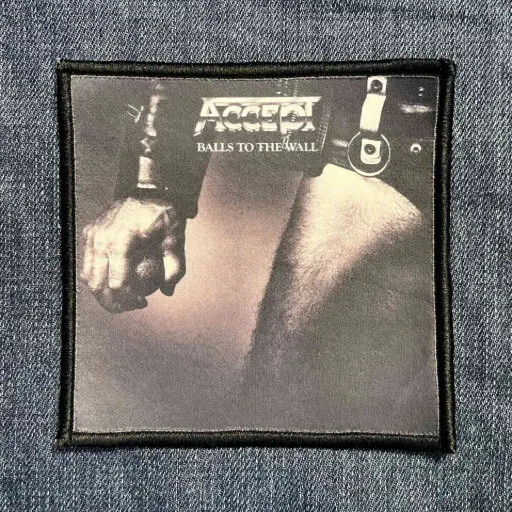 ACCEPT
BALLS TO THE WALL